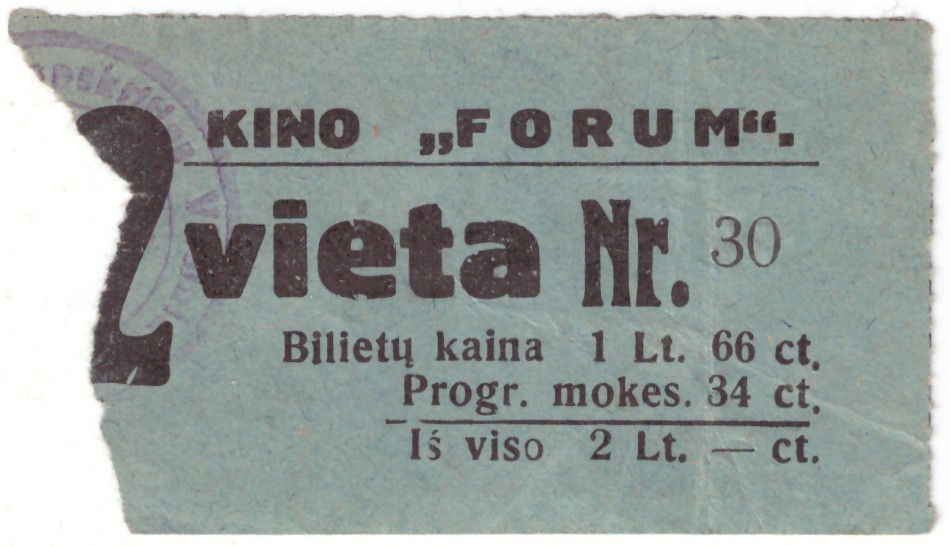 KINO „FORUM“.
2 vieta Nr. 30
Bilietų kaina 1 Lt. 66 ct.
Progr. mokes. 34 ct.
Iš viso 2 Lt. — ct.